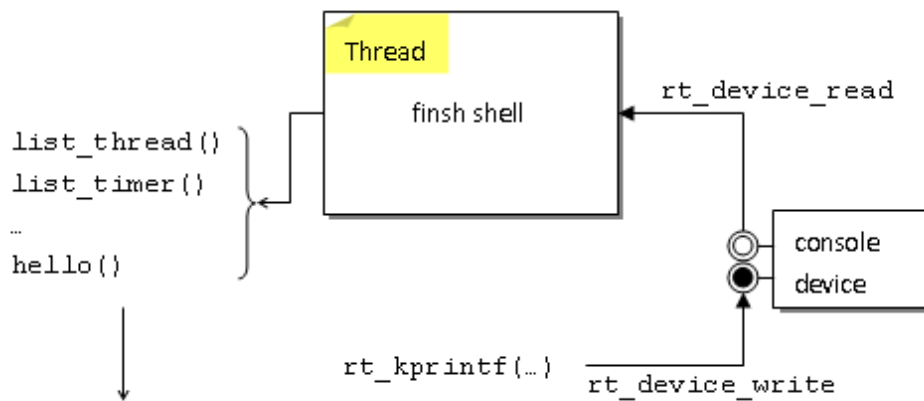 Thread
finsh shell
rt_device_read
list_thread()
list_timer()
…
hello()
console
device
rt_kprintf(…)
rt_device_write